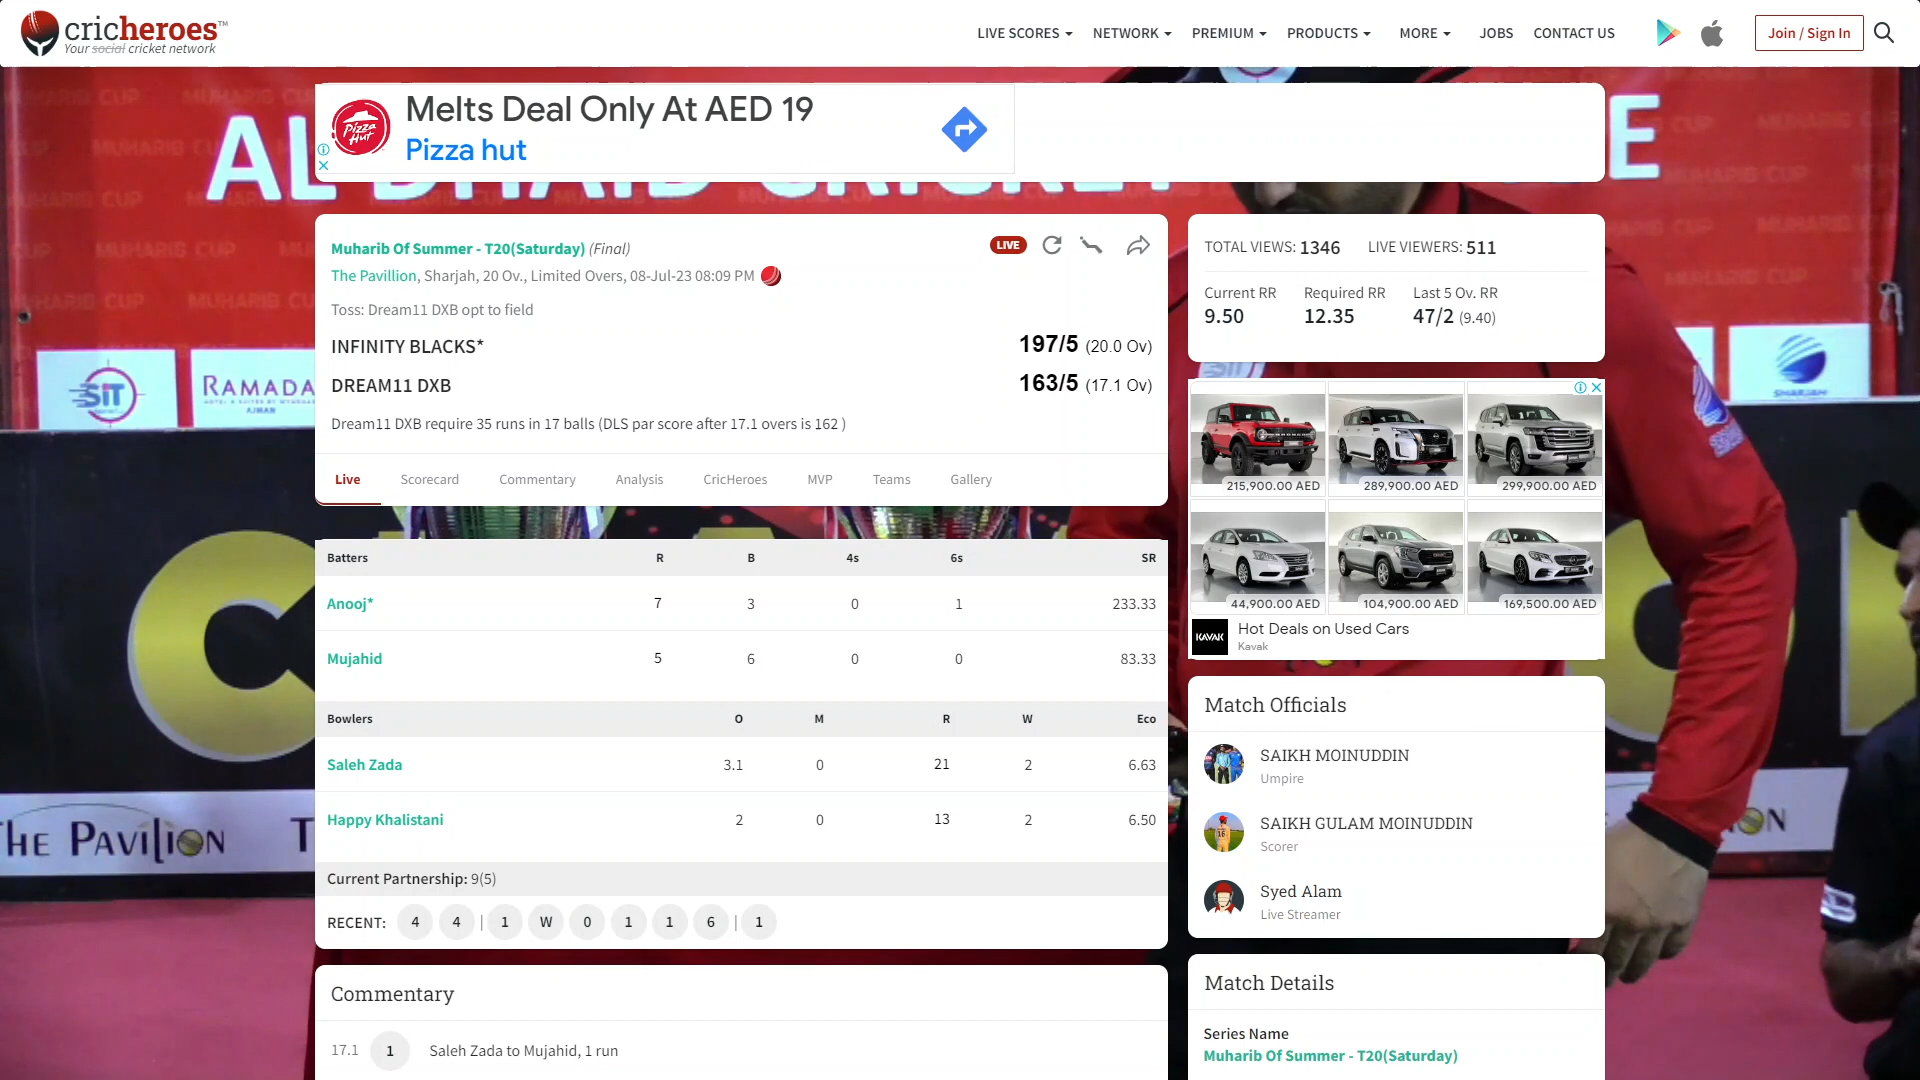 cricheroes™
Your social cricket network
LIVE SCORES NETWORK PREMIUM PRODUCTS MORE JOBS CONTACT US Join / Sign In
Melts Deal Only At AED 19
Pizza hut
Pizza Hut
E
Muharib Of Summer - T20(Saturday) (Final)
LIVE
The Pavillion, Sharjah, 20 Ov., Limited Overs, 08-Jul-23 08:09 PM
Toss: Dream11 DXB opt to field
INFINITY BLACKS* 197/5 (20.0 Ov)
DREAM11 DXB 163/5 (17.1 Ov)
Dream11 DXB require 35 runs in 17 balls (DLS par score after 17.1 overs is 162 )
Live Scorecard Commentary Analysis CricHeroes MVP Teams Gallery
Batters R B 4s 6s SR
Anooj* 7 3 0 1 233.33
Mujahid 5 6 0 0 83.33
Bowlers O M R W Eco
Saleh Zada 3.1 0 21 2 6.63
Happy Khalistani 2 0 13 2 6.50
Current Partnership: 9(5)
RECENT: 4 4 | 1 W 0 1 1 6 | 1
Commentary
17.1 1 Saleh Zada to Mujahid, 1 run
TOTAL VIEWS: 1346 LIVE VIEWERS: 511
Current RR Required RR Last 5 Ov. RR
9.50 12.35 47/2 (9.40)
215,900.00 AED 289,900.00 AED 299,900.00 AED
44,900.00 AED 104,900.00 AED 169,500.00 AED
KAVAK
Hot Deals on Used Cars
Kavak
Match Officials
SAIKH MOINUDDIN
Umpire
SAIKH GULAM MOINUDDIN
Scorer
Syed Alam
Live Streamer
Match Details
Series Name
Muharib Of Summer - T20(Saturday)
MUHARIB CUP
SIT
RAMADA
AJMAN
SHARJAH
THE PAVILION